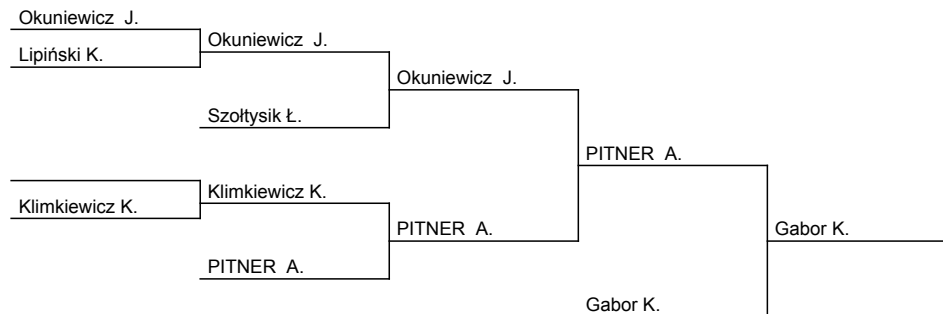 Okuniewicz J.
Lipiński K.
Okuniewicz J.
Okuniewicz J.
Szołtysik Ł.
PITNER A.
Klimkiewicz K.
Klimkiewicz K.
PITNER A.
Gabor K.
PITNER A.
Gabor K.